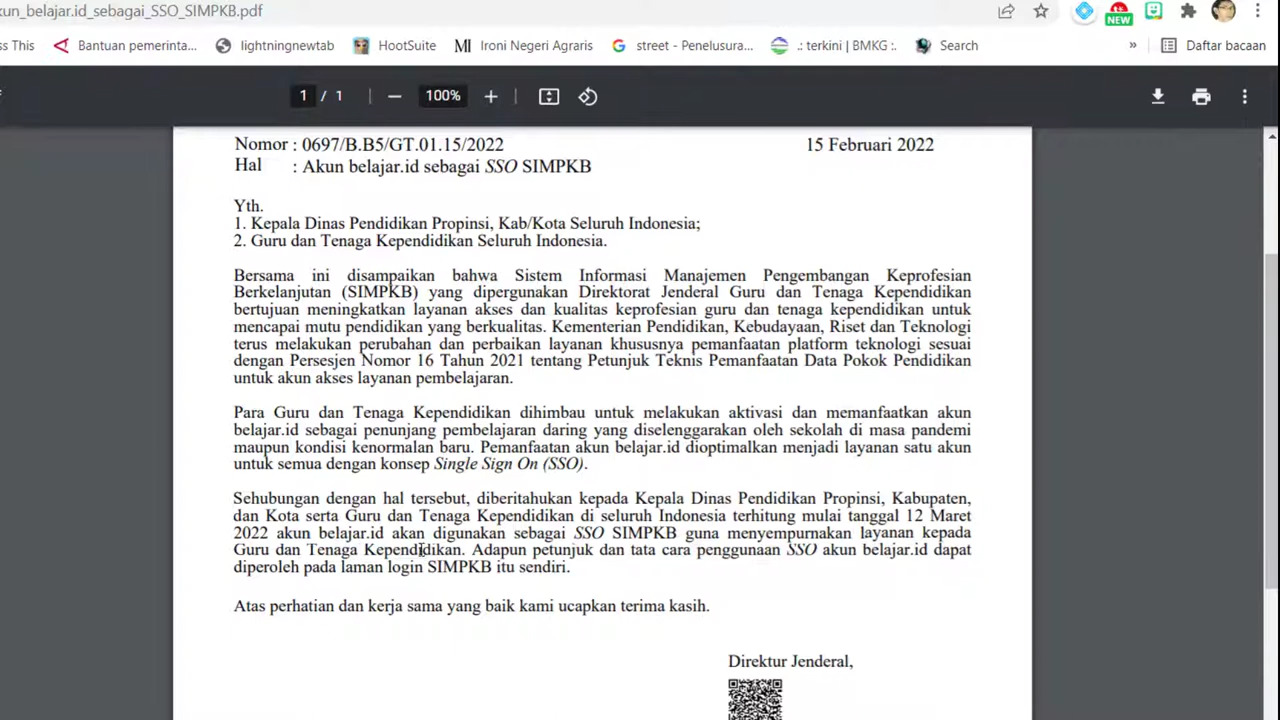 kun_belajar.id_sebagai_SSO_SIMPKB.pdf
NEW
ss This
Bantuan pemerinta...
lightningnewtab
HootSuite
MI Ironi Negeri Agraris
street - Penelusura...
.: terkini | BMKG :.
Search
»
Daftar bacaan
1 / 1
100%
Nomor : 0697/B.B5/GT.01.15/2022 15 Februari 2022
Hal : Akun belajar.id sebagai SSO SIMPKB
Yth.
1. Kepala Dinas Pendidikan Propinsi, Kab/Kota Seluruh Indonesia;
2. Guru dan Tenaga Kependidikan Seluruh Indonesia.
Bersama ini disampaikan bahwa Sistem Informasi Manajemen Pengembangan Keprofesian
Berkelanjutan (SIMPKB) yang dipergunakan Direktorat Jenderal Guru dan Tenaga Kependidikan
bertujuan meningkatkan layanan akses dan kualitas keprofesian guru dan tenaga kependidikan untuk
mencapai mutu pendidikan yang berkualitas. Kementerian Pendidikan, Kebudayaan, Riset dan Teknologi
terus melakukan perubahan dan perbaikan layanan khususnya pemanfaatan platform teknologi sesuai
dengan Persesjen Nomor 16 Tahun 2021 tentang Petunjuk Teknis Pemanfaatan Data Pokok Pendidikan
untuk akun akses layanan pembelajaran.
Para Guru dan Tenaga Kependidikan dihimbau untuk melakukan aktivasi dan memanfaatkan akun
belajar.id sebagai penunjang pembelajaran daring yang diselenggarakan oleh sekolah di masa pandemi
maupun kondisi kenormalan baru. Pemanfaatan akun belajar.id dioptimalkan menjadi layanan satu akun
untuk semua dengan konsep Single Sign On (SSO).
Sehubungan dengan hal tersebut, diberitahukan kepada Kepala Dinas Pendidikan Propinsi, Kabupaten,
dan Kota serta Guru dan Tenaga Kependidikan di seluruh Indonesia terhitung mulai tanggal 12 Maret
2022 akun belajar.id akan digunakan sebagai SSO SIMPKB guna menyempurnakan layanan kepada
Guru dan Tenaga Kependidikan. Adapun petunjuk dan tata cara penggunaan SSO akun belajar.id dapat
diperoleh pada laman login SIMPKB itu sendiri.
Atas perhatian dan kerja sama yang baik kami ucapkan terima kasih.
Direktur Jenderal,